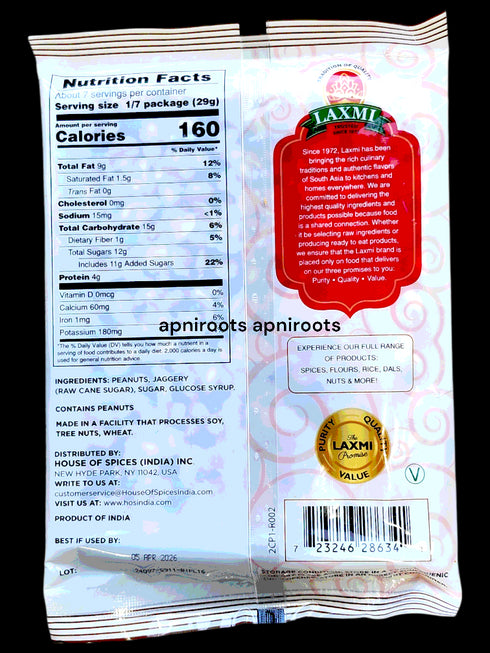 Nutrition Facts
About 7 servings per container
Serving size 1/7 package (29g)
Amount per serving
Calories 160
% Daily Value*
Total Fat 9g 12%
Saturated Fat 1.5g 8%
Trans Fat 0g
Cholesterol 0mg 0%
Sodium 15mg <1%
Total Carbohydrate 15g 6%
Dietary Fiber 1g 5%
Total Sugars 12g
Includes 11g Added Sugars 22%
Protein 4g
Vitamin D 0mcg 0%
Calcium 60mg 4%
Iron 1mg 6%
Potassium 180mg
*The % Daily Value (DV) tells you how much a nutrient in a
serving of food contributes to a daily diet. 2,000 calories a day is
used for general nutrition advice.
INGREDIENTS: PEANUTS, JAGGERY
(RAW CANE SUGAR), SUGAR, GLUCOSE SYRUP.
CONTAINS PEANUTS
MADE IN A FACILITY THAT PROCESSES SOY,
TREE NUTS, WHEAT.
DISTRIBUTED BY:
HOUSE OF SPICES (INDIA) INC.
NEW HYDE PARK, NY 11042, USA
WRITE TO US AT:
customerservice@HouseOfSpicesIndia.com
VISIT US AT: www.hosindia.com
PRODUCT OF INDIA
BEST IF USED BY:
05 APR 2026
LOT:
TRADITION OF QUALITY
LAXMI
SINCE 1972
Since 1972, Laxmi has been
bringing the rich culinary
traditions and authentic flavors
of South Asia to kitchens and
homes everywhere. We are
committed to delivering the
highest quality ingredients and
products possible because food
is a shared connection. Whether
it be selecting raw ingredients or
producing ready to eat products,
we ensure that the Laxmi brand is
placed only on food that delivers
on our three promises to you:
Purity • Quality • Value.
apniroots apniroots
EXPERIENCE OUR FULL RANGE
OF PRODUCTS:
SPICES, FLOURS, RICE, DALS,
NUTS & MORE!
PURITY QUALITY
The
LAXMI
Promise
VALUE
V
2CP1-R002
7 23246 28634